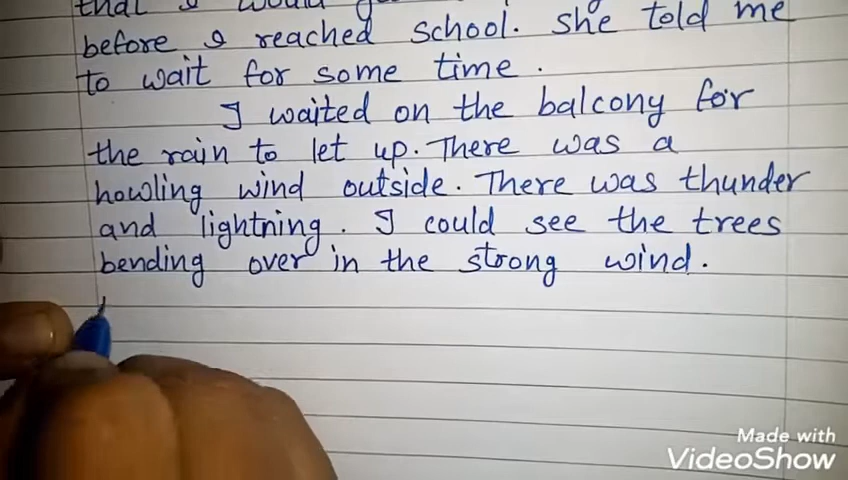 that I would
before I reached school. She told me
to wait for some time.
I waited on the balcony for
the rain to let up. There was a
howling wind outside. There was thunder
and lightning. I could see the trees
bending over in the strong wind.
Made with
VideoShow